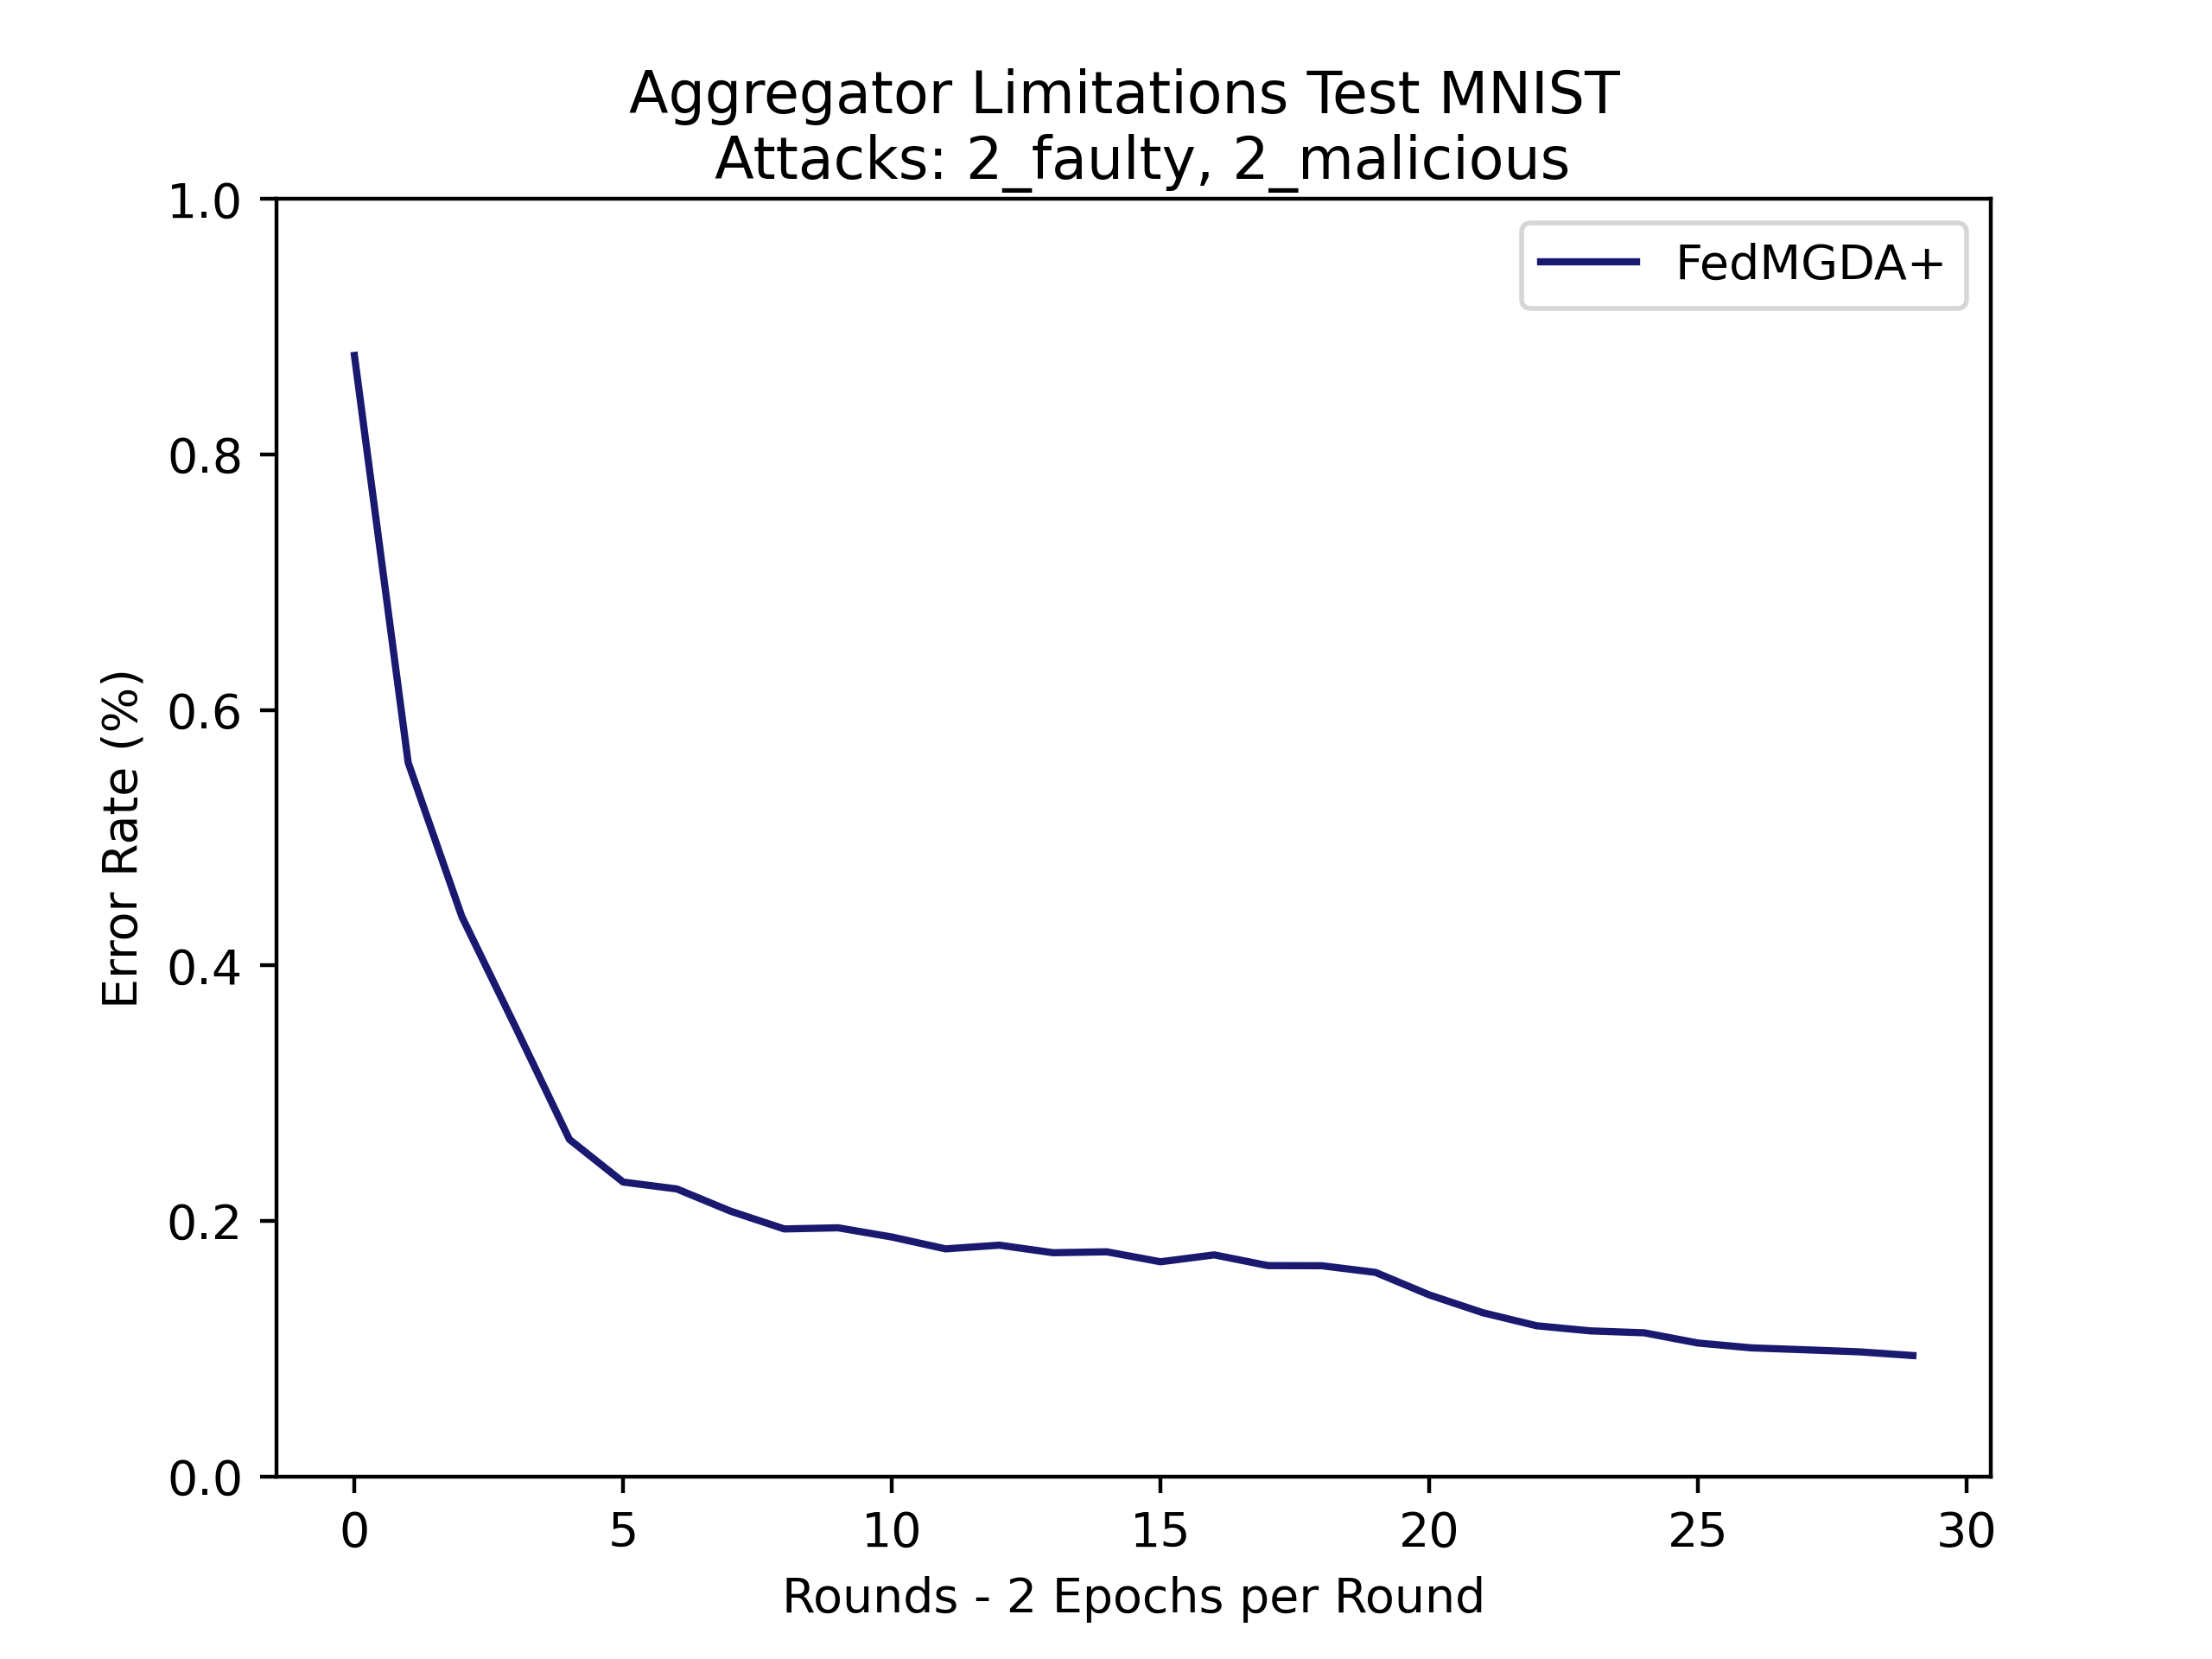 Aggregator Limitations Test MNIST
Attacks: 2_faulty, 2_malicious
FedMGDA+
Error Rate (%)
1.0
0.8
0.6
0.4
0.2
0.0
0 5 10 15 20 25 30
Rounds - 2 Epochs per Round